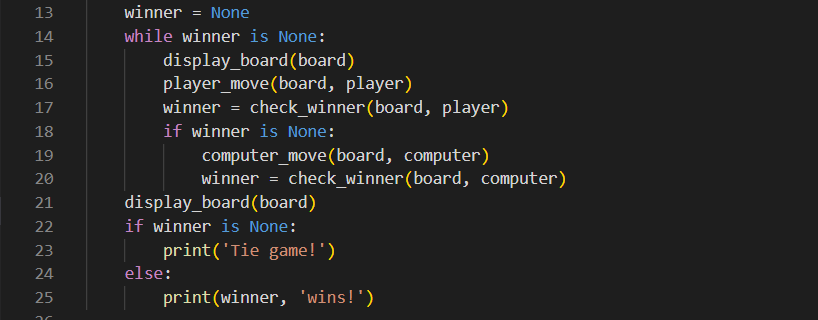 13 winner = None
14 while winner is None:
15 display_board(board)
16 player_move(board, player)
17 winner = check_winner(board, player)
18 if winner is None:
19 computer_move(board, computer)
20 winner = check_winner(board, computer)
21 display_board(board)
22 if winner is None:
23 print('Tie game!')
24 else:
25 print(winner, 'wins!')